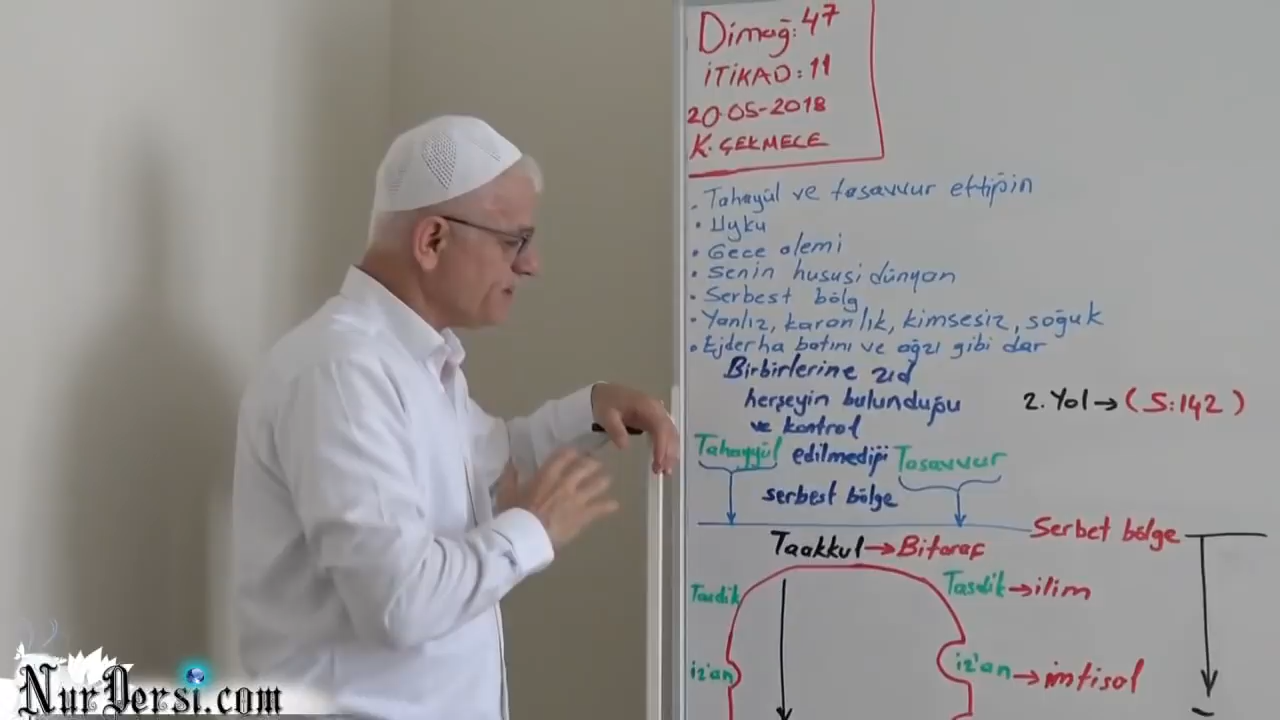 Dimağ: 47
İTİKAD: 11
20-05-2018
K. ÇEKMECE
. Tahayül ve tasavvur ettiğin
• Uyku
• Gece alemi
• Senin hususi dünyan
• Serbest bölg
• Yanlız, karanlık, kimsesiz, soğuk
• Ejderha batını ve ağzı gibi dar
Birbirlerine zıd
herşeyin bulunduğu
ve kontrol
edilmediği
serbest bölge
2. Yol → (S:142)
Tahayyül
Tasavvur
Serbet bölge
Taakkul → Bitaraf
Tasdik
Tasdik → ilim
iz'an
iz'an → imtisal
NurDersi.com